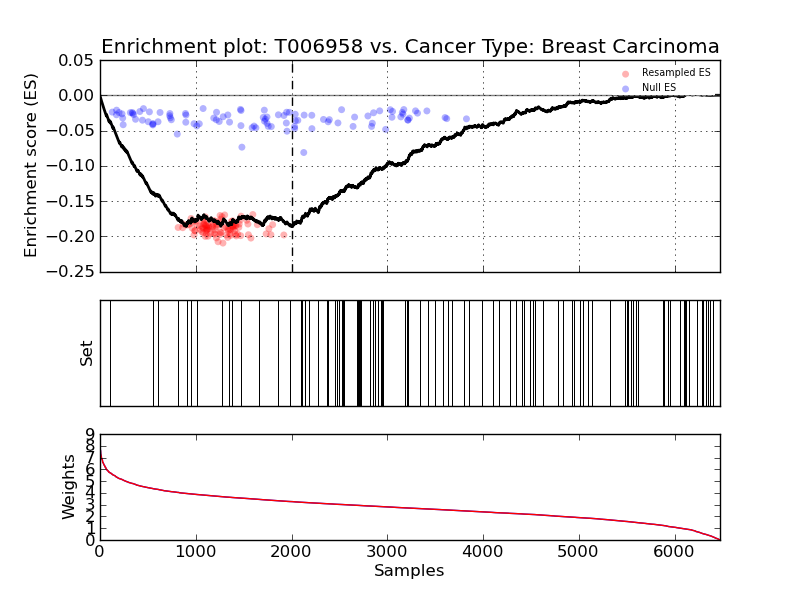 Enrichment plot: T006958 vs. Cancer Type: Breast Carcinoma
Enrichment score (ES)
0.05
0.00
−0.05
−0.10
−0.15
−0.20
−0.25
Resampled ES
Null ES
Set
Weights
9
8
7
6
5
4
3
2
1
0
0 1000 2000 3000 4000 5000 6000
Samples